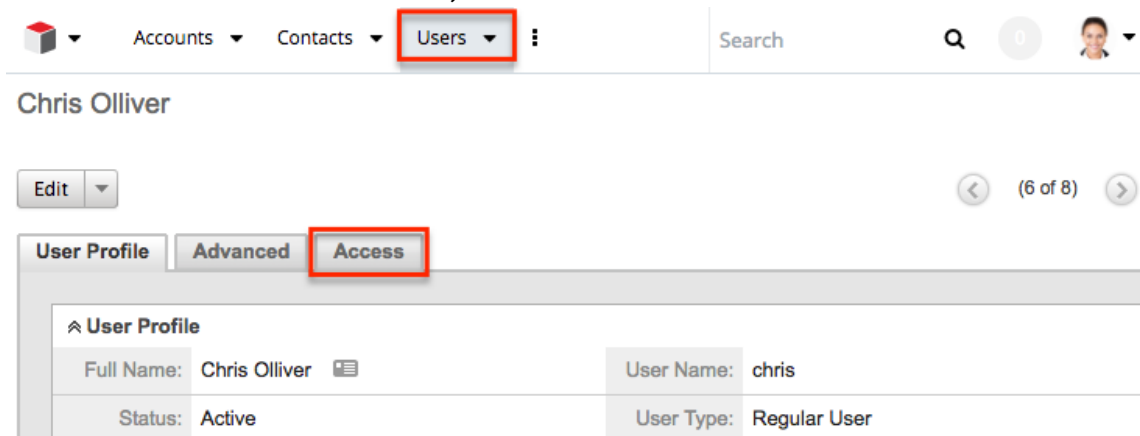 Accounts Contacts Users Search 0
Chris Olliver
Edit (6 of 8)
User Profile Advanced Access
User Profile
Full Name: Chris Olliver User Name: chris
Status: Active User Type: Regular User